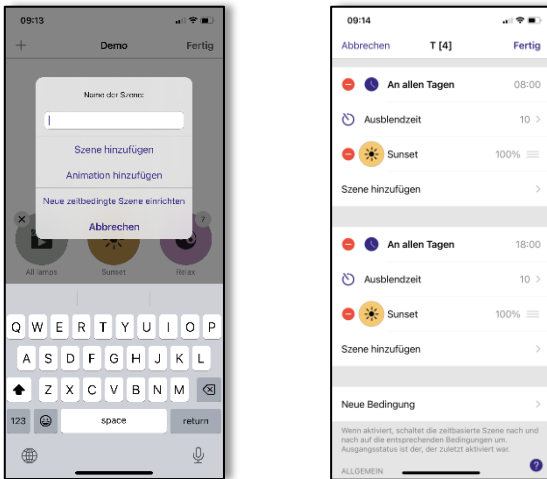 09:13
Demo
Fertig
Name der Szene:
Szene hinzufügen
Animation hinzufügen
Neue zeitbedingte Szene einrichten
Abbrechen
7
All lamps
Sunset
Relax
Q W E R T Y U I O P
A S D F G H J K L
Z X C V B N M
123
space
return
09:14
Abbrechen
T [4]
Fertig
An allen Tagen
08:00
Ausblendzeit
10
Sunset
100%
Szene hinzufügen
An allen Tagen
18:00
Ausblendzeit
10
Sunset
100%
Szene hinzufügen
Neue Bedingung
Wenn aktiviert, schaltet die zeitbasierte Szene nach und
nach auf die entsprechenden Bedingungen um.
Ausgangsstatus ist der, der zuletzt aktiviert war.
ALLGEMEIN
?